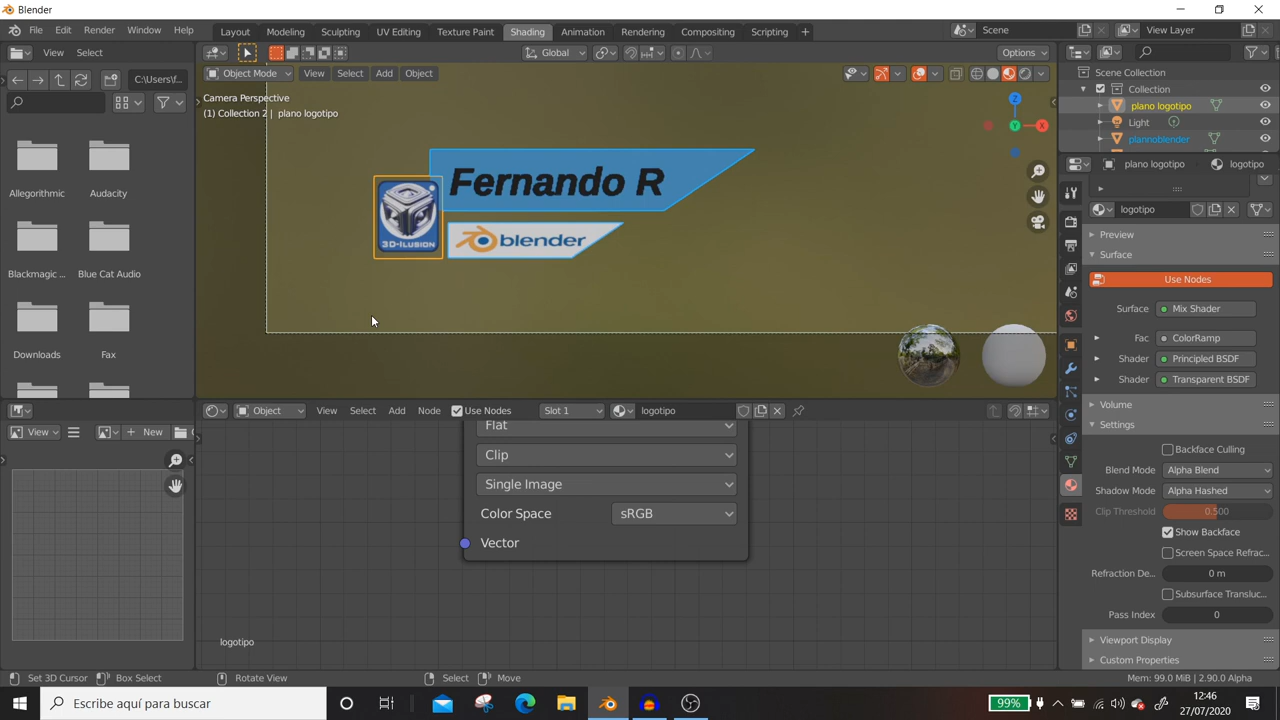 Blender
File Edit Render Window Help
Layout Modeling Sculpting UV Editing Texture Paint Shading Animation Rendering Compositing Scripting +
Scene
View Layer
View Select
Global
Options
C:\Users\f...
Object Mode View Select Add Object
Camera Perspective
(1) Collection 2 | plano logotipo
Z
X
Y
Fernando R
3D-ILUSION
blender
Allegorithmic
Audacity
Blackmagic ...
Blue Cat Audio
Downloads
Fax
Scene Collection
Collection
plano logotipo
Light
plannoblender
plano logotipo
logotipo
logotipo
Preview
Surface
Use Nodes
Surface Mix Shader
Fac ColorRamp
Shader Principled BSDF
Shader Transparent BSDF
Volume
Settings
Backface Culling
Blend Mode Alpha Blend
Shadow Mode Alpha Hashed
Clip Threshold 0.500
Show Backface
Screen Space Refrac...
Refraction De... 0 m
Subsurface Transluc...
Pass Index 0
Viewport Display
Custom Properties
View
New
Object View Select Add Node Use Nodes Slot 1 logotipo
Flat
Clip
Single Image
Color Space sRGB
Vector
logotipo
Set 3D Cursor Box Select Rotate View Select Move
Mem: 99.0 MiB | 2.90.0 Alpha
Escribe aquí para buscar
99%
12:46
27/07/2020